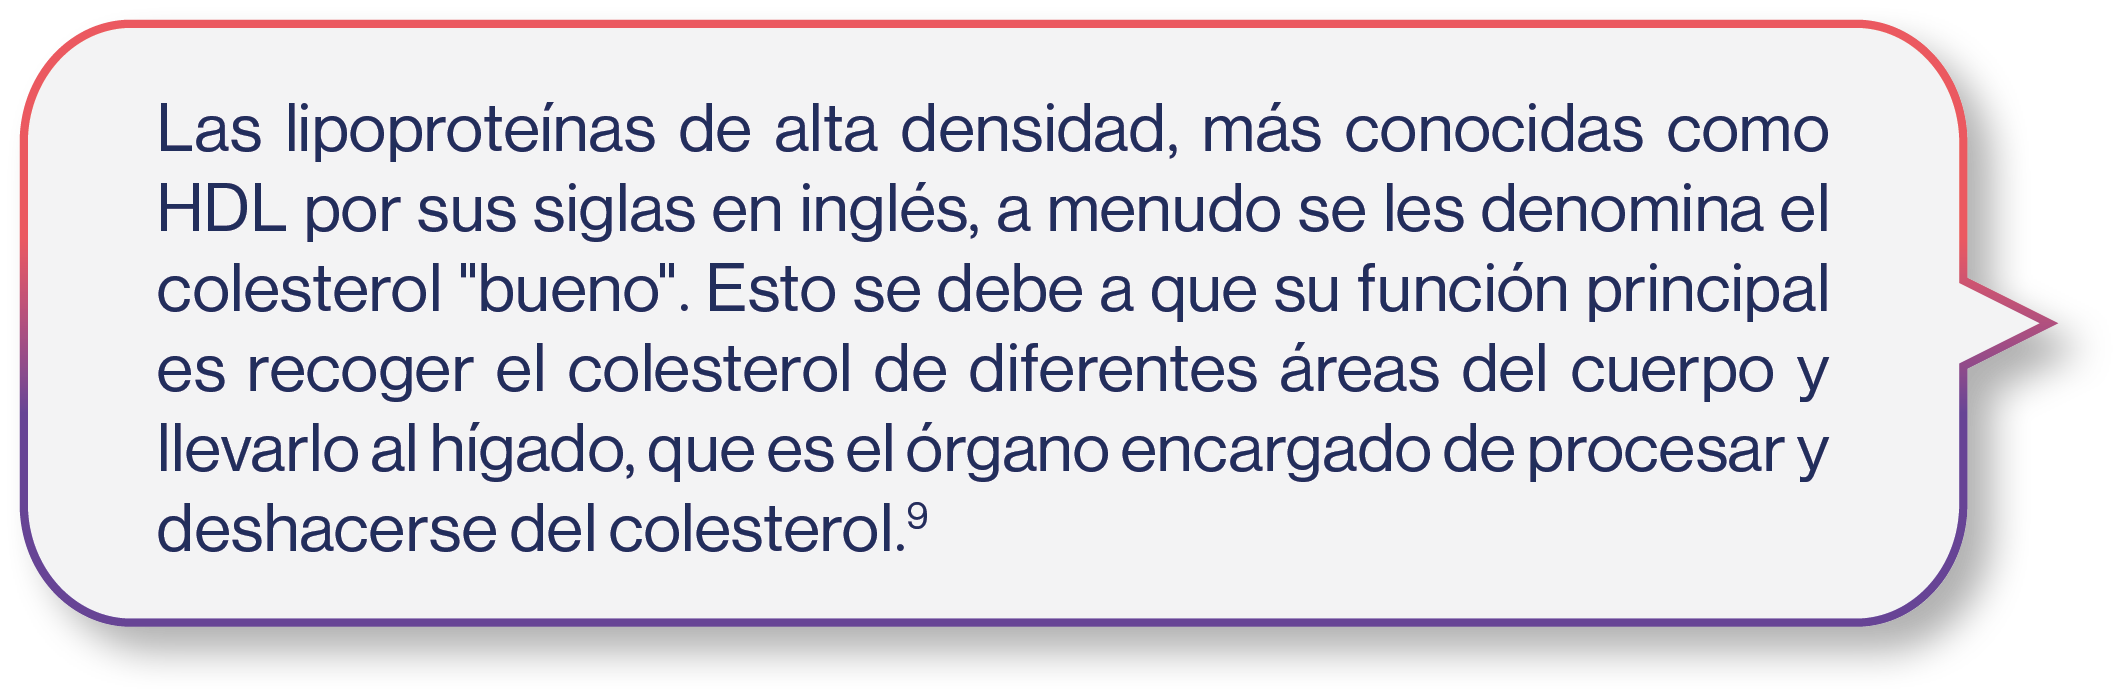 Las lipoproteínas de alta densidad, más conocidas como
HDL por sus siglas en inglés, a menudo se les denomina el
colesterol "bueno". Esto se debe a que su función principal
es recoger el colesterol de diferentes áreas del cuerpo y
llevarlo al hígado, que es el órgano encargado de procesar y
deshacerse del colesterol.⁹